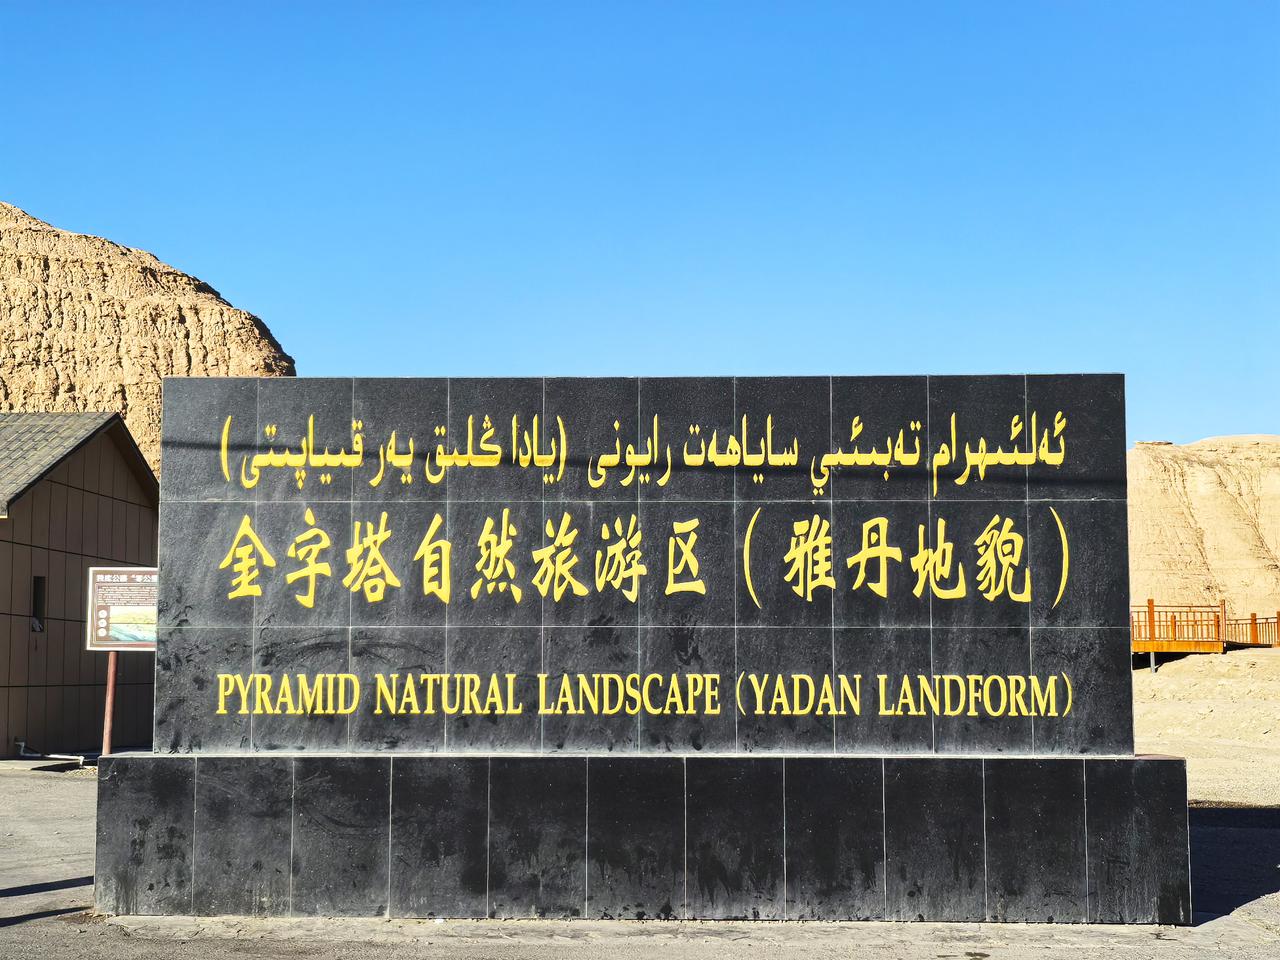 ئەلئىھرام تەبىئىي ساياھەت رايونى (يادا ڭلىق يەر قىياپىتى)
金字塔自然旅游区（雅丹地貌）
PYRAMID NATURAL LANDSCAPE (YADAN LANDFORM)